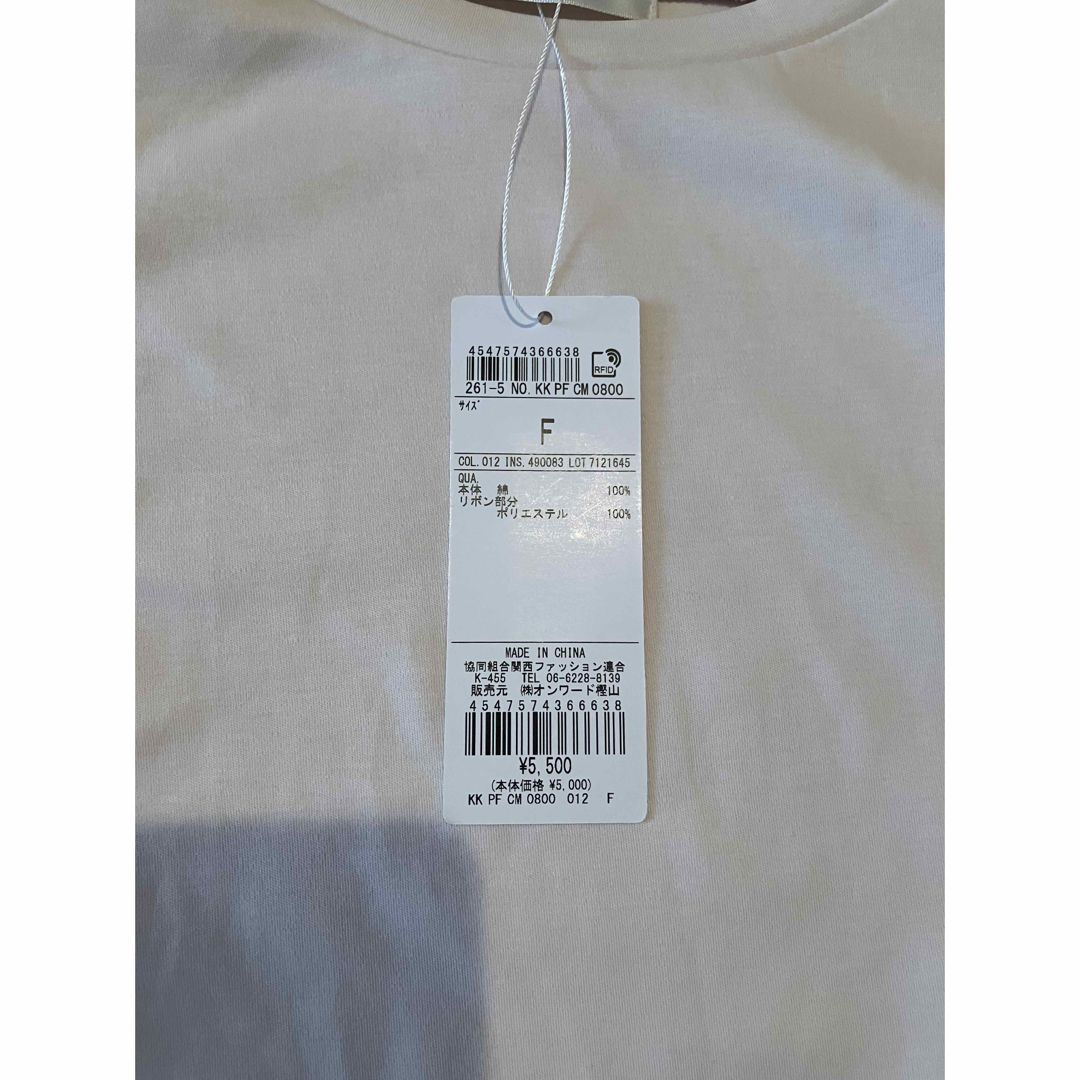 4547574366638
RFID
261-5 NO. KK PF CM 0800
サイズ
F
COL. 012 INS. 490083 LOT 7121645
QUA.
本体 綿 100%
リボン部分
ポリエステル 100%
MADE IN CHINA
協同組合関西ファッション連合
K-455 TEL 06-6228-8139
販売元 ㈱オンワード樫山
4547574366638
¥5,500
(本体価格 ¥5,000)
KK PF CM 0800 012 F